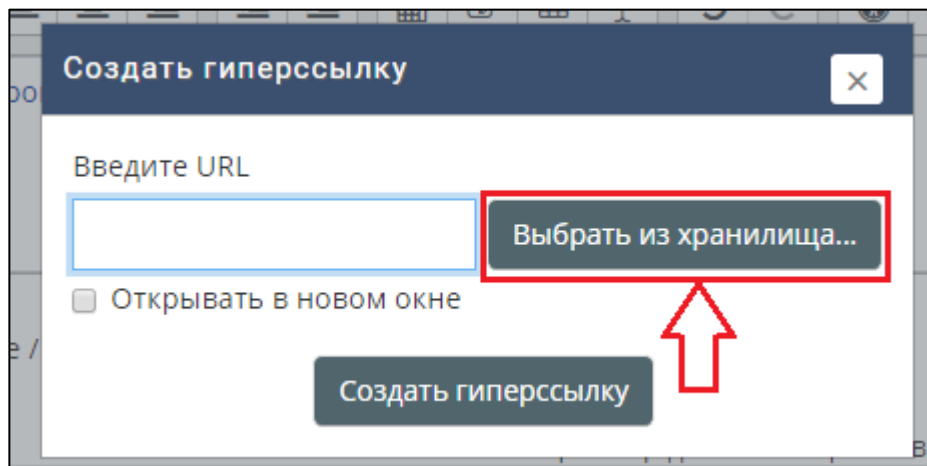 Создать гиперссылку
Введите URL
Выбрать из хранилища...
Открывать в новом окне
е /
Создать гиперссылку